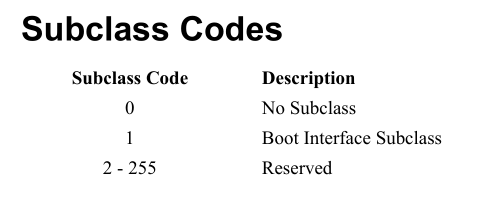 Subclass Codes
Subclass Code Description
0 No Subclass
1 Boot Interface Subclass
2 - 255 Reserved